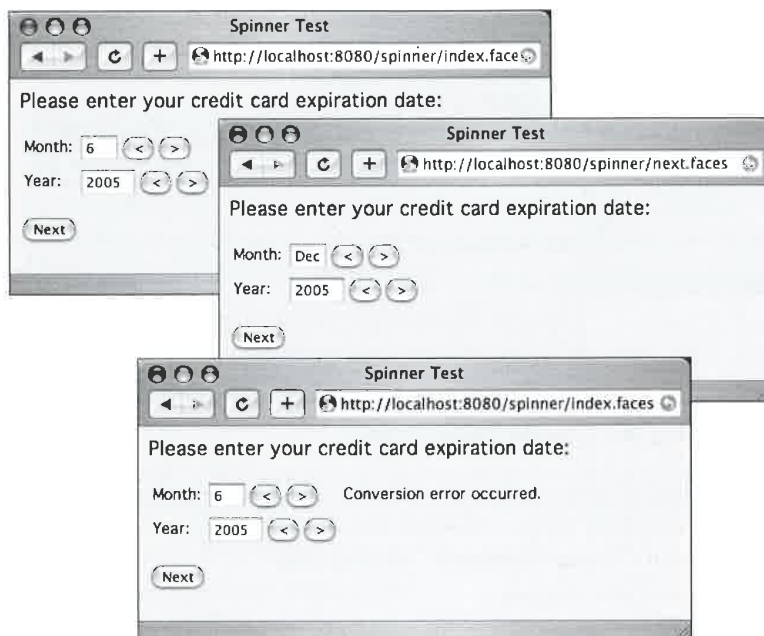 Spinner Test
http://localhost:8080/spinner/index.face
Please enter your credit card expiration date:
Month: 6 < >
Year: 2005 < >
Next
Spinner Test
http://localhost:8080/spinner/next.faces
Please enter your credit card expiration date:
Month: Dec < >
Year: 2005 < >
Next
Spinner Test
http://localhost:8080/spinner/index.faces
Please enter your credit card expiration date:
Month: 6 < > Conversion error occurred.
Year: 2005 < >
Next